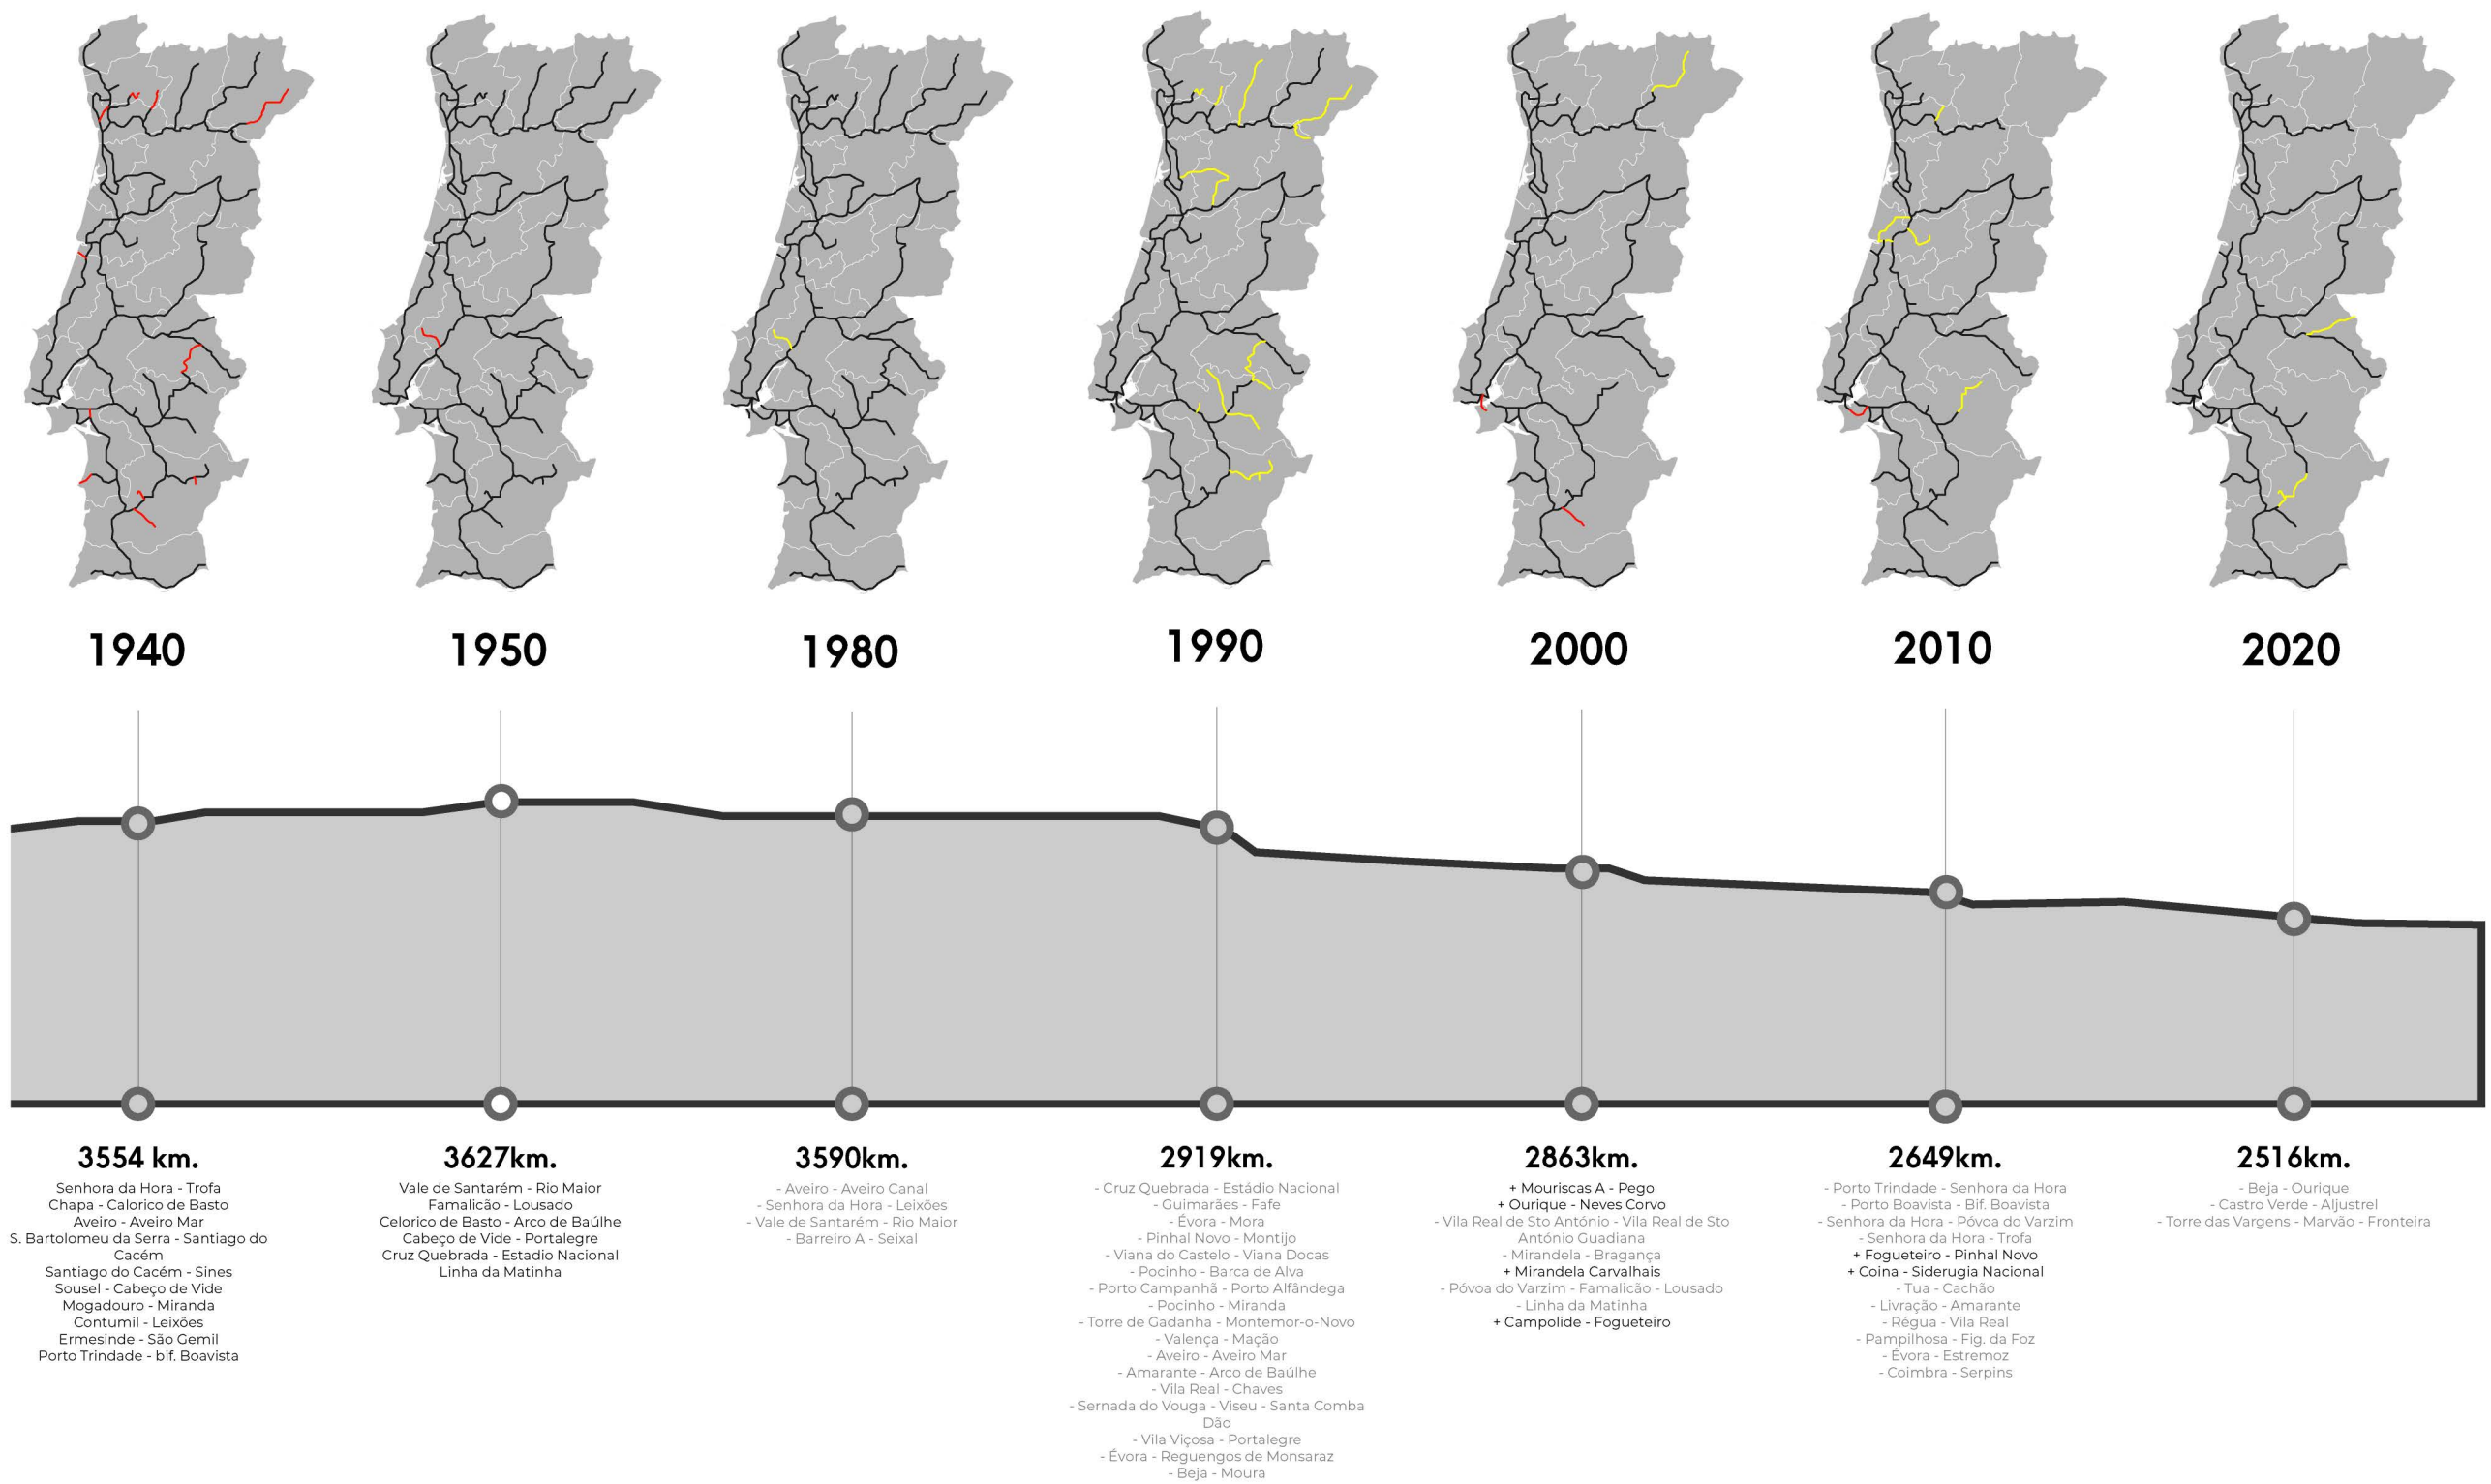 1940
1950
1980
1990
2000
2010
2020
3554 km.
Senhora da Hora - Trofa
Chapa - Calorico de Basto
Aveiro - Aveiro Mar
S. Bartolomeu da Serra - Santiago do
Cacém
Santiago do Cacém - Sines
Sousel - Cabeço de Vide
Mogadouro - Miranda
Contumil - Leixões
Ermesinde - São Gemil
Porto Trindade - bif. Boavista
3627km.
Vale de Santarém - Rio Maior
Famalicão - Lousado
Celorico de Basto - Arco de Baúlhe
Cabeço de Vide - Portalegre
Cruz Quebrada - Estadio Nacional
Linha da Matinha
3590km.
- Aveiro - Aveiro Canal
- Senhora da Hora - Leixões
- Vale de Santarém - Rio Maior
- Barreiro A - Seixal
2919km.
- Cruz Quebrada - Estádio Nacional
- Guimarães - Fafe
- Évora - Mora
- Pinhal Novo - Montijo
- Viana do Castelo - Viana Docas
- Pocinho - Barca de Alva
- Porto Campanhã - Porto Alfândega
- Pocinho - Miranda
- Torre de Gadanha - Montemor-o-Novo
- Valença - Mação
- Aveiro - Aveiro Mar
- Amarante - Arco de Baúlhe
- Vila Real - Chaves
- Sernada do Vouga - Viseu - Santa Comba
Dão
- Vila Viçosa - Portalegre
- Évora - Reguengos de Monsaraz
- Beja - Moura
2863km.
+ Mouriscas A - Pego
+ Ourique - Neves Corvo
- Vila Real de Sto António - Vila Real de Sto
António Guadiana
- Mirandela - Bragança
+ Mirandela Carvalhais
- Póvoa do Varzim - Famalicão - Lousado
- Linha da Matinha
+ Campolide - Fogueteiro
2649km.
- Porto Trindade - Senhora da Hora
- Porto Boavista - Bif. Boavista
- Senhora da Hora - Póvoa do Varzim
- Senhora da Hora - Trofa
+ Fogueteiro - Pinhal Novo
+ Coina - Siderugia Nacional
- Tua - Cachão
- Livração - Amarante
- Régua - Vila Real
- Pampilhosa - Fig. da Foz
- Évora - Estremoz
- Coimbra - Serpins
2516km.
- Beja - Ourique
- Castro Verde - Aljustrel
- Torre das Vargens - Marvão - Fronteira